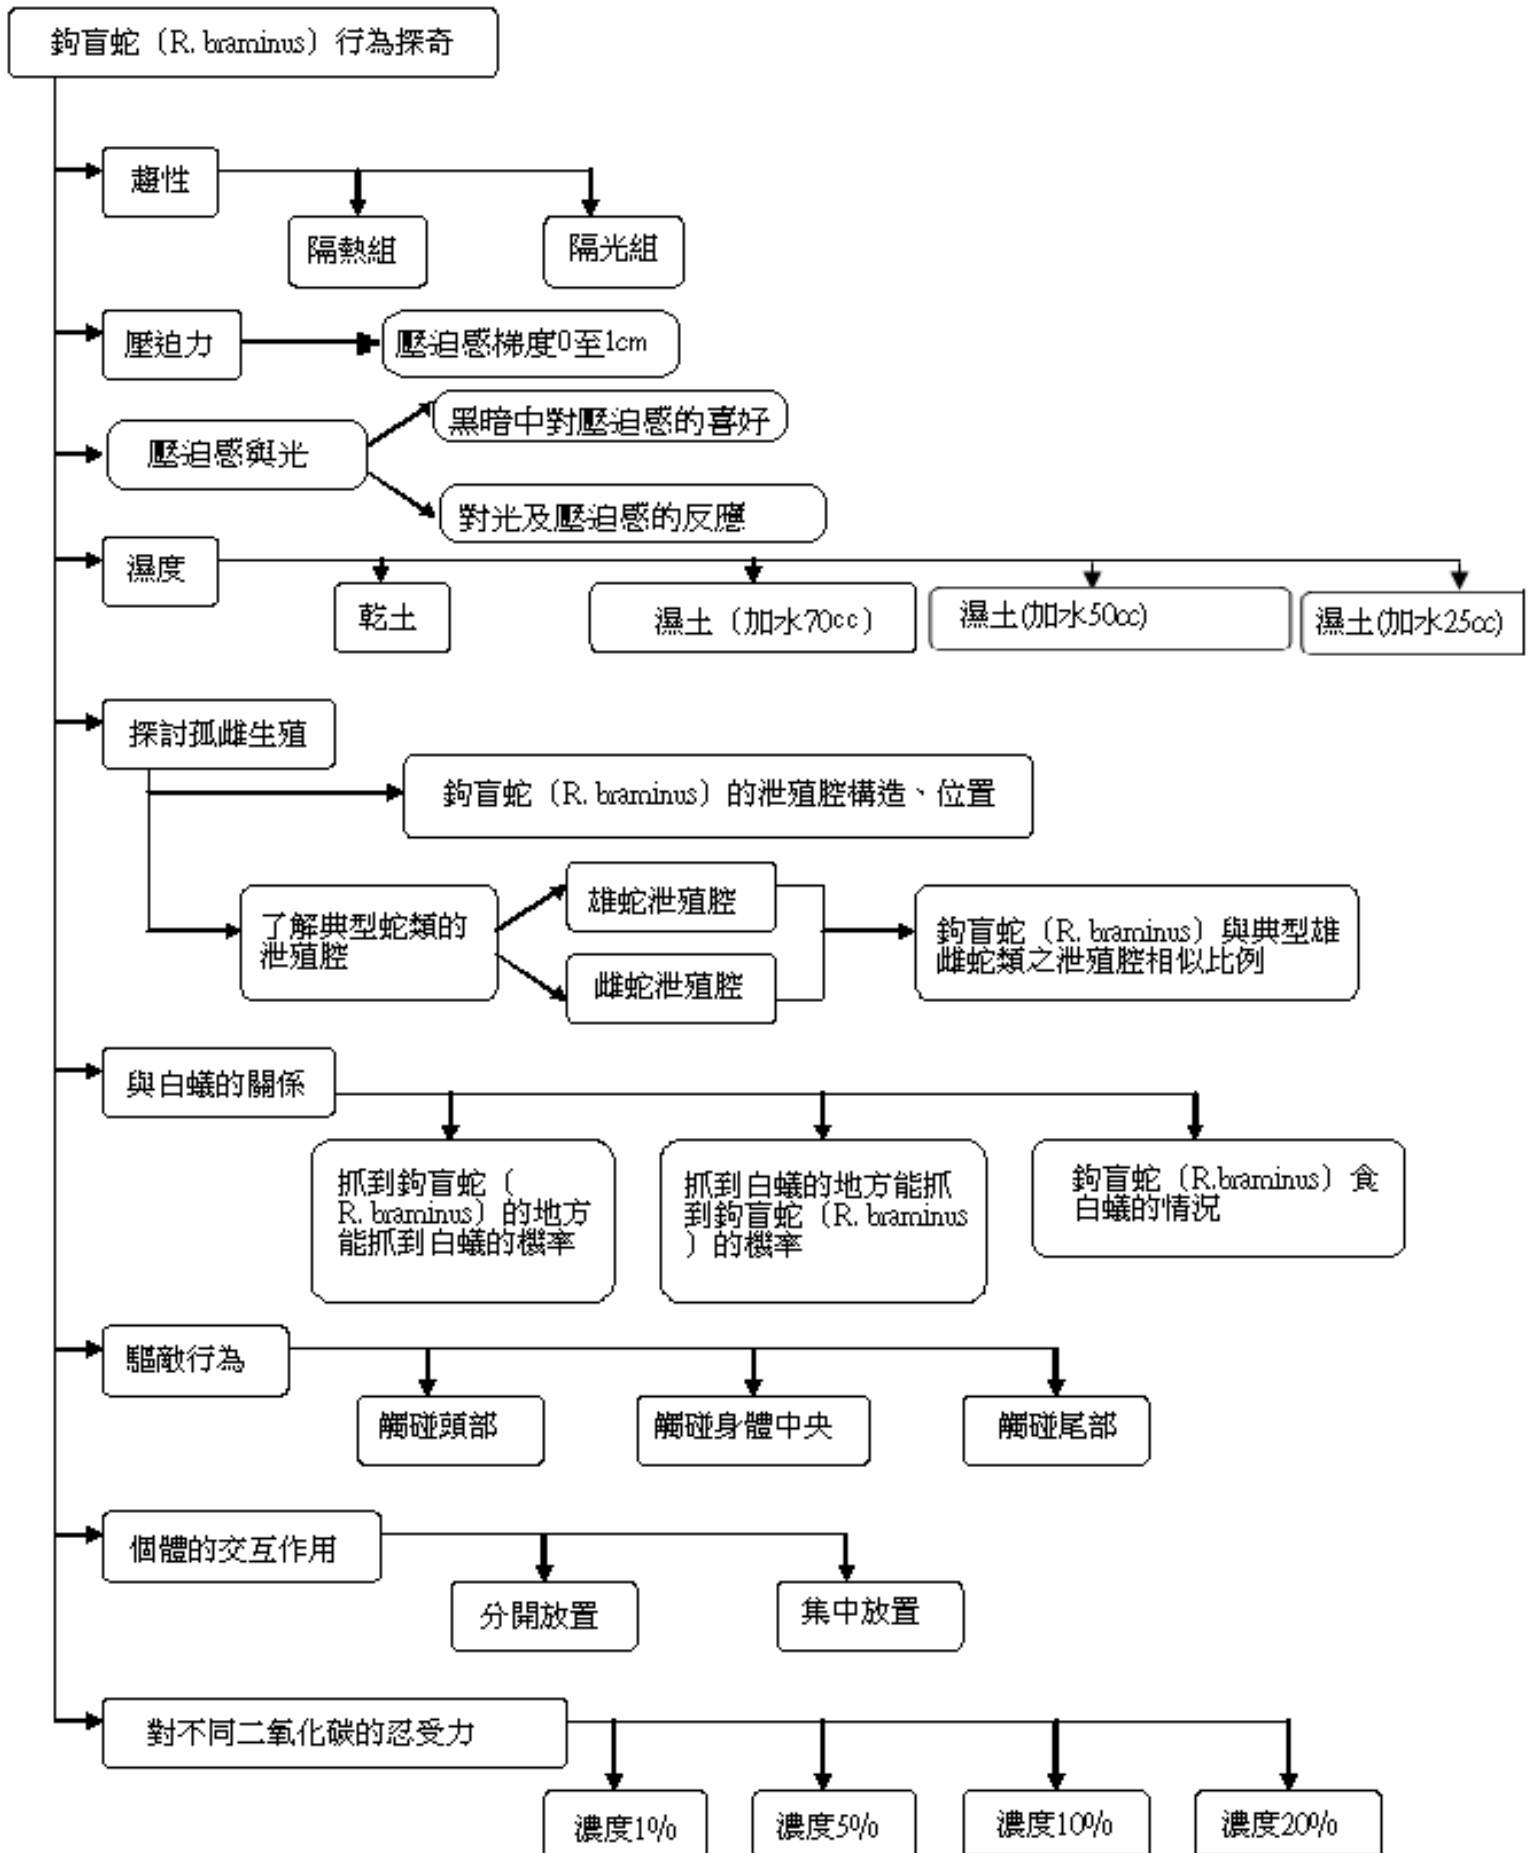 鉤盲蛇（R. braminus）行為探奇
趨性
隔熱組
隔光組
壓迫力
壓迫感梯度0至1cm
壓迫感與光
黑暗中對壓迫感的喜好
對光及壓迫感的反應
濕度
乾土
濕土（加水70cc）
濕土(加水50cc)
濕土(加水25cc)
探討孤雌生殖
鉤盲蛇（R. braminus）的泄殖腔構造、位置
了解典型蛇類的
泄殖腔
雄蛇泄殖腔
雌蛇泄殖腔
鉤盲蛇（R. braminus）與典型雄
雌蛇類之泄殖腔相似比例
與白蟻的關係
抓到鉤盲蛇（
R. braminus）的地方
能抓到白蟻的機率
抓到白蟻的地方能抓
到鉤盲蛇（R. braminus
）的機率
鉤盲蛇（R.braminus）食
白蟻的情況
驅敵行為
觸碰頭部
觸碰身體中央
觸碰尾部
個體的交互作用
分開放置
集中放置
對不同二氧化碳的忍受力
濃度1%
濃度5%
濃度10%
濃度20%